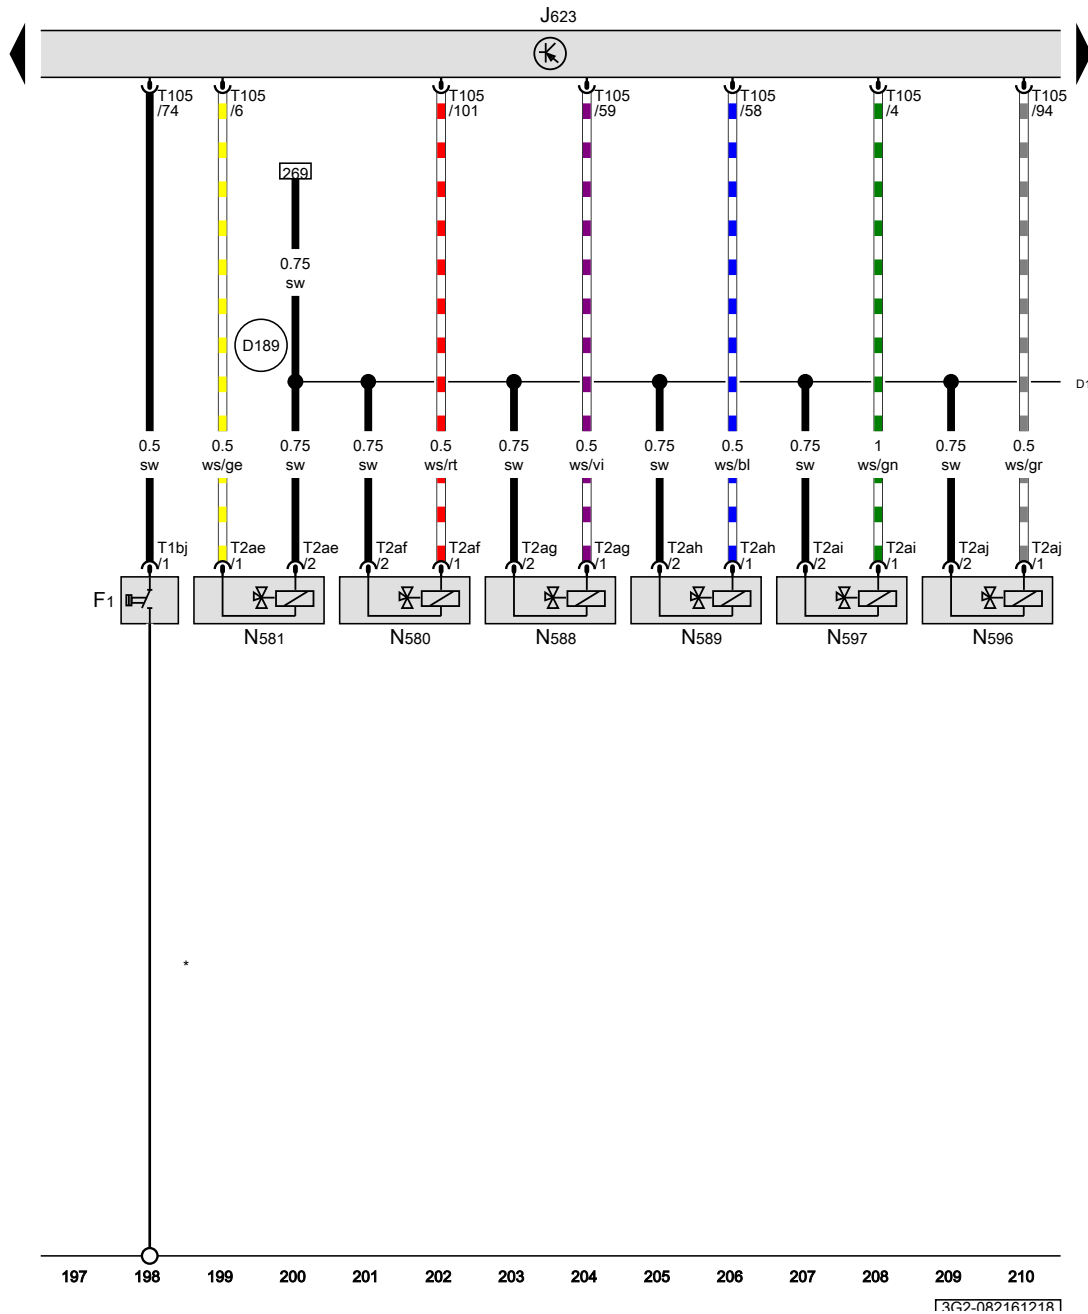 J623
T105 T105 T105 T105 T105 T105 T105
/74 /6 /101 /59 /58 /4 /94
269
0.75
sw
D189
D1
0.5 0.5 0.75 0.75 0.5 0.75 0.5 0.75 0.5 0.75 1 0.75 0.5
sw ws/ge sw sw ws/rt sw ws/vi sw ws/bl sw ws/gn sw ws/gr
T1bj T2ae T2ae T2af T2af T2ag T2ag T2ah T2ah T2ai T2ai T2aj T2aj
/1 /1 /2 /2 /1 /2 /1 /2 /1 /2 /1 /2 /1
F1
N581 N580 N588 N589 N597 N596
*
197 198 199 200 201 202 203 204 205 206 207 208 209 210
3G2-082161218